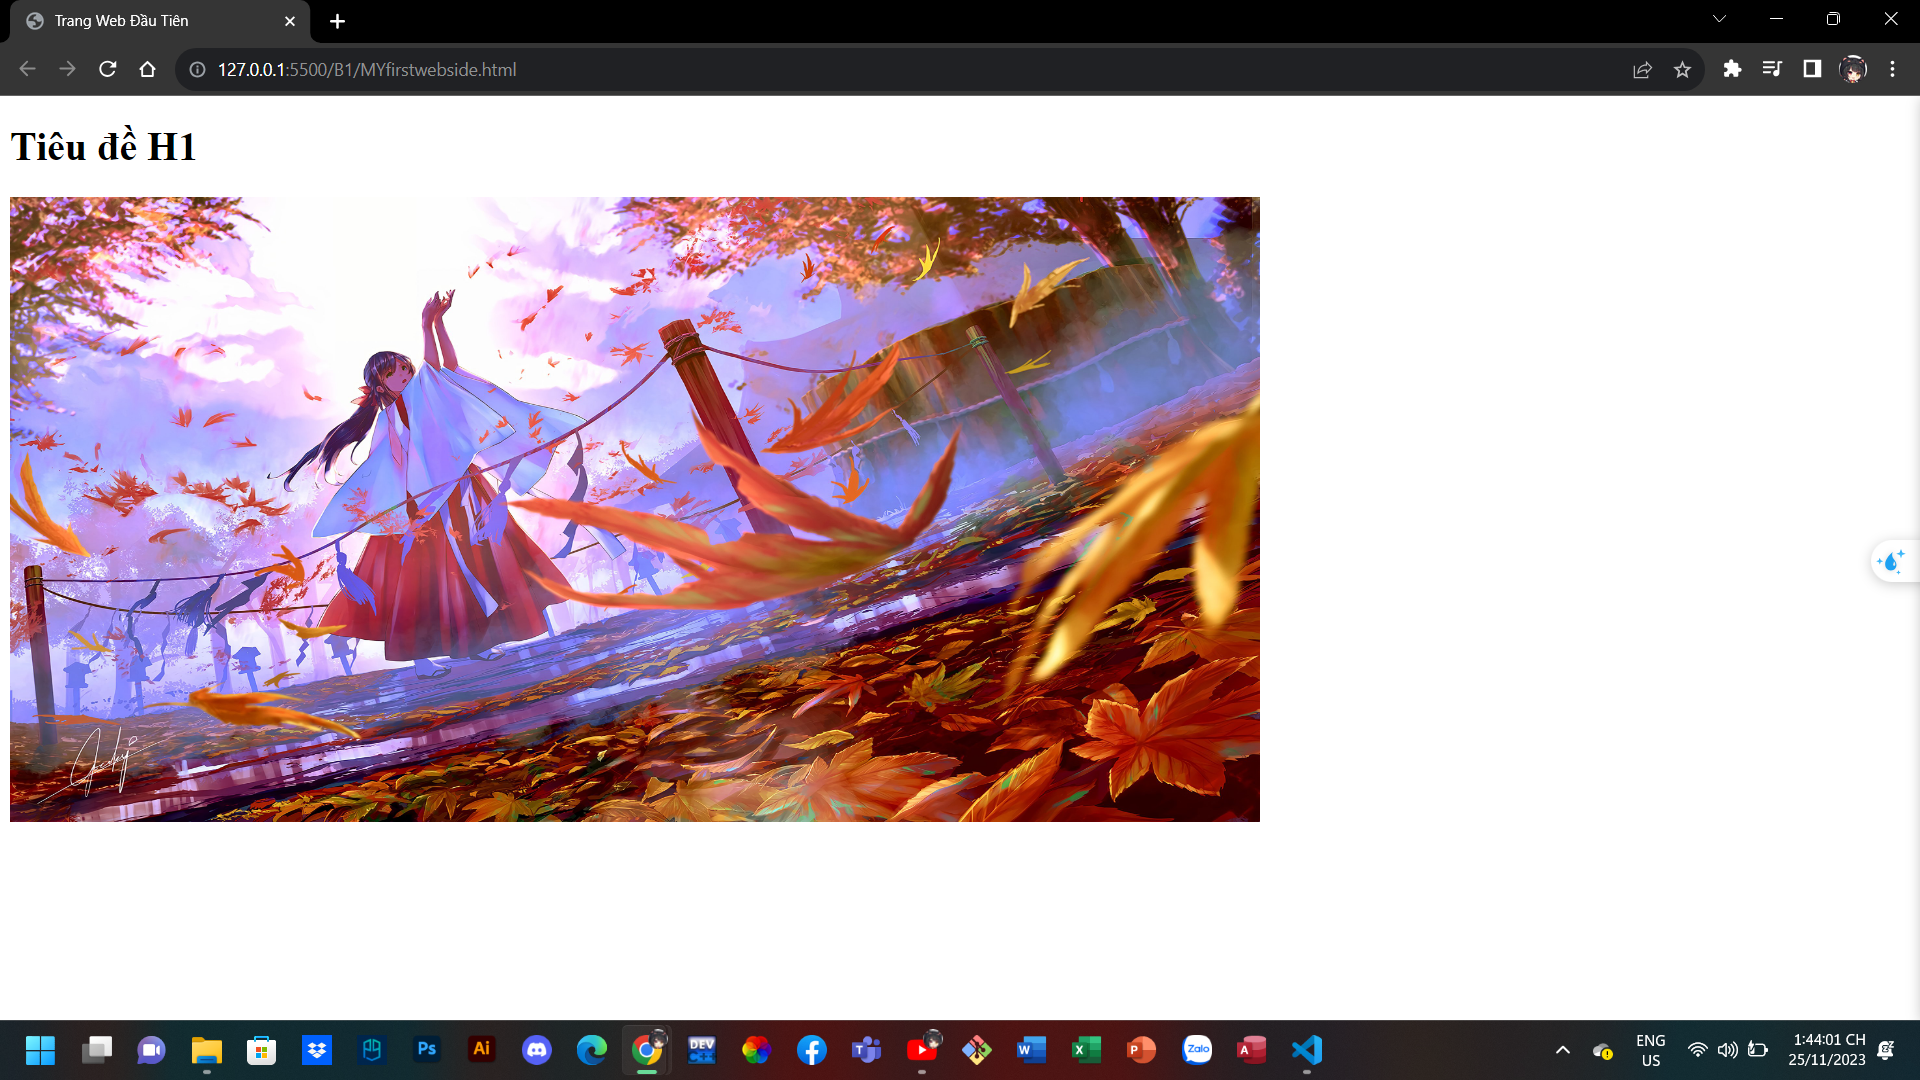 Trang Web Đầu Tiên
127.0.0.1:5500/B1/MYfirstwebside.html
Tiêu đề H1
Ps
Ai
DEV
C++
T
W
X
P
Zalo
A
ENG
US
1:44:01 CH
25/11/2023